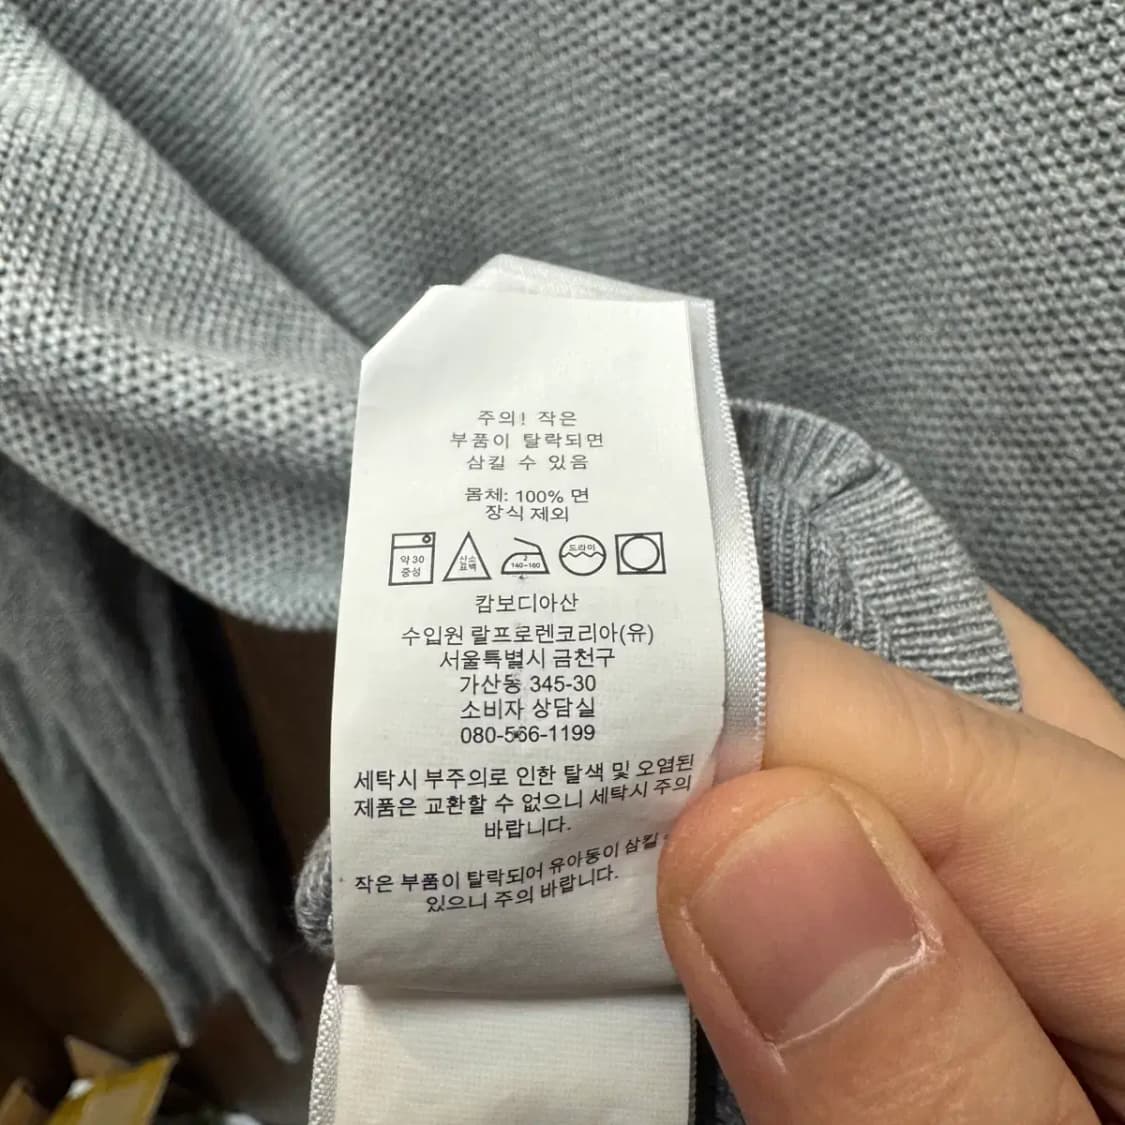 주의! 작은
부품이 탈락되면
삼킬 수 있음
몸체: 100% 면
장식 제외
약 30
중성
산소
표백
2
140~160
드라이
캄보디아산
수입원 랄프로렌코리아(유)
서울특별시 금천구
가산동 345-30
소비자 상담실
080-566-1199
세탁시 부주의로 인한 탈색 및 오염된
제품은 교환할 수 없으니 세탁시 주의
바랍니다.
작은 부품이 탈락되어 유아동이 삼킬
있으니 주의 바랍니다.